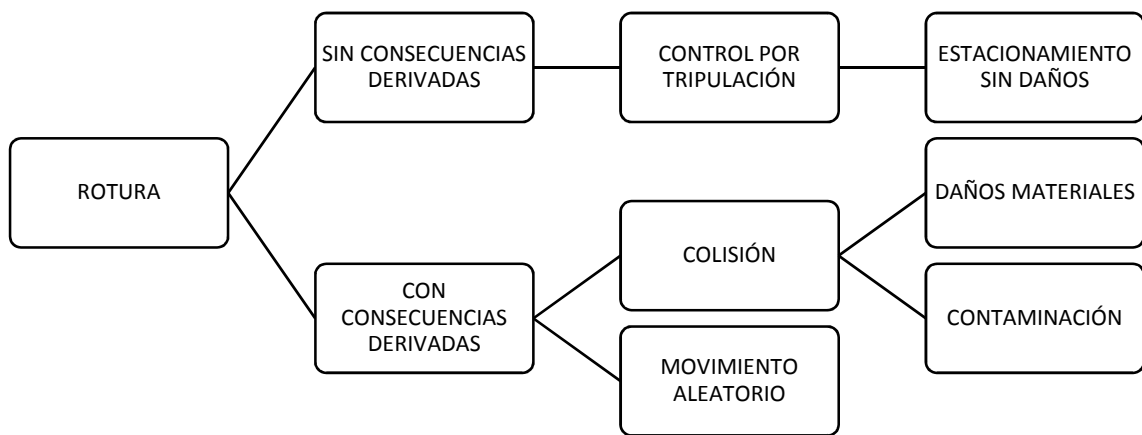 SIN CONSECUENCIAS
DERIVADAS
CONTROL POR
TRIPULACIÓN
ESTACIONAMIENTO
SIN DAÑOS
ROTURA
DAÑOS MATERIALES
COLISIÓN
CON
CONSECUENCIAS
DERIVADAS
CONTAMINACIÓN
MOVIMIENTO
ALEATORIO